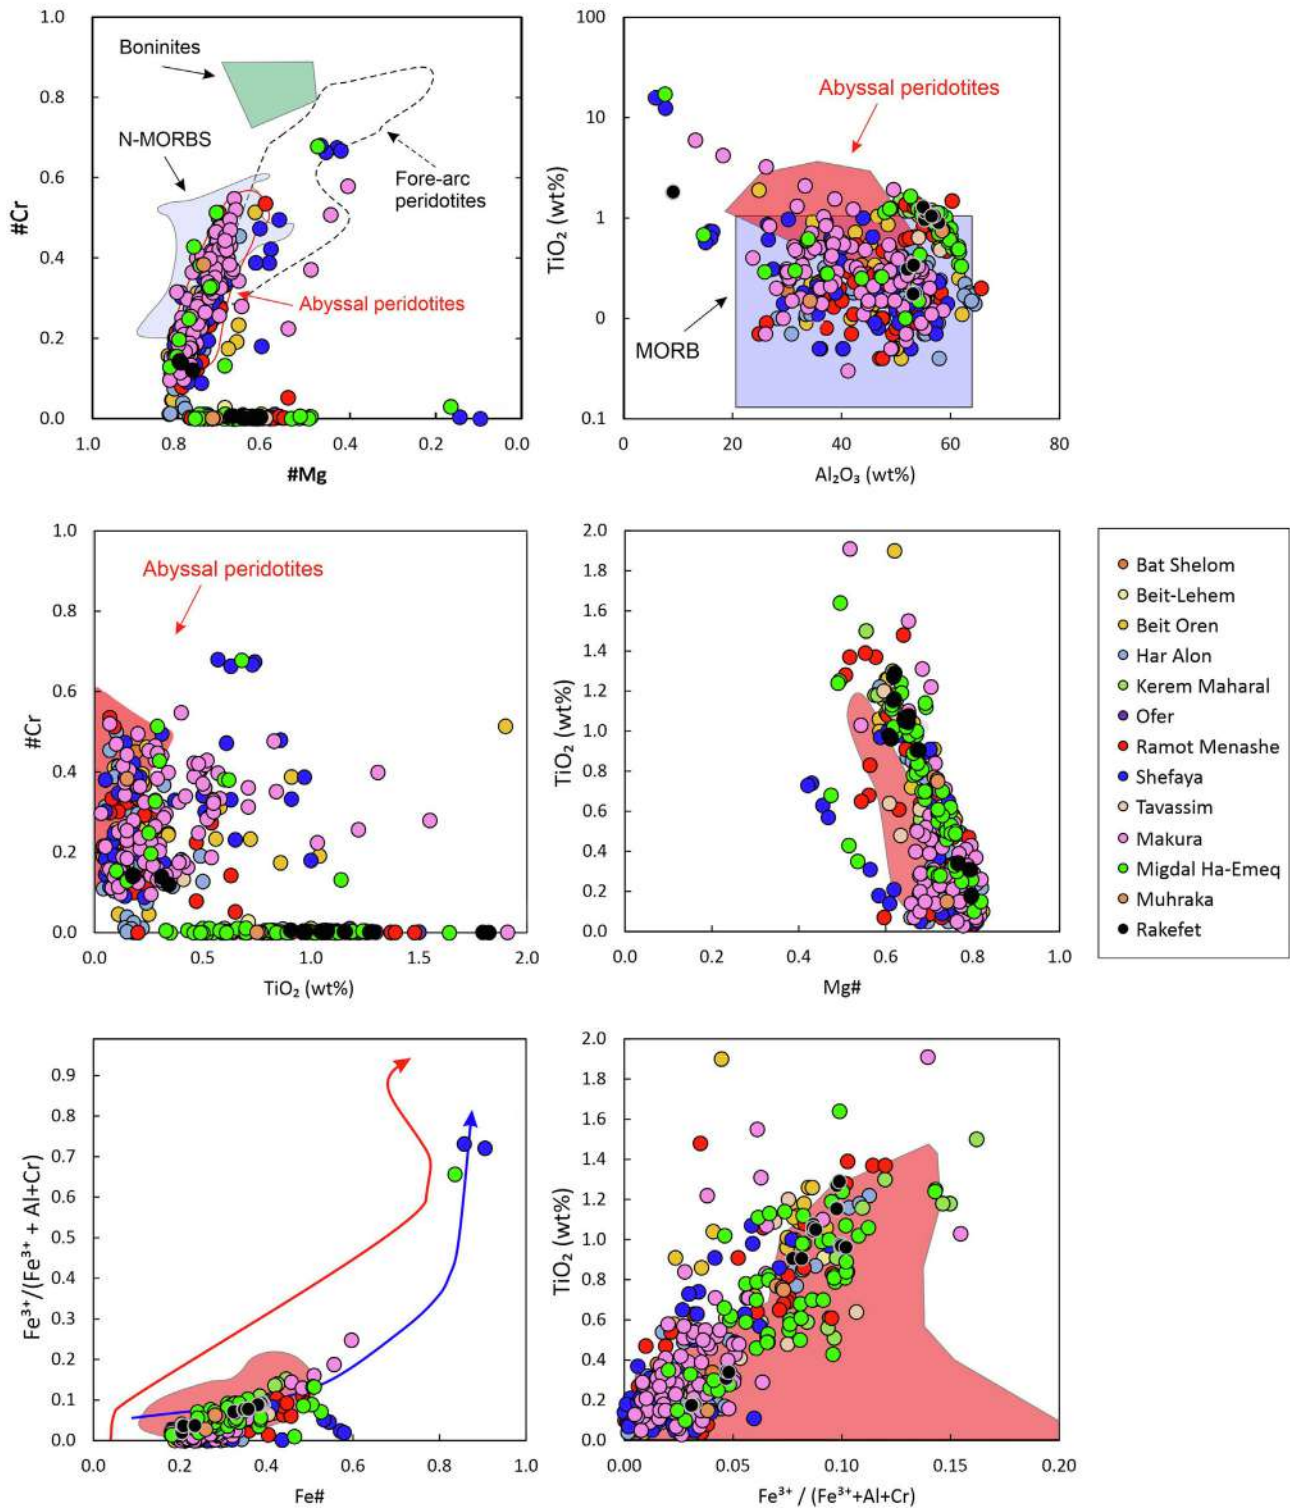 1.0
0.8
0.6
0.4
0.2
0.0
#Cr
Boninites
N-MORBS
Fore-arc
peridotites
Abyssal peridotites
1.0
0.8
0.6
0.4
0.2
0.0
#Mg
100
10
1
0
0.1
TiO₂ (wt%)
Abyssal peridotites
MORB
0
20
40
60
80
Al₂O₃ (wt%)
1.0
0.8
0.6
0.4
0.2
0.0
#Cr
Abyssal peridotites
0.0
0.5
1.0
1.5
2.0
TiO₂ (wt%)
2.0
1.8
1.6
1.4
1.2
1.0
0.8
0.6
0.4
0.2
0.0
TiO₂ (wt%)
0.0
0.2
0.4
0.6
0.8
1.0
Mg#
Bat Shelom
Beit-Lehem
Beit Oren
Har Alon
Kerem Maharal
Ofer
Ramot Menashe
Shefaya
Tavassim
Makura
Migdal Ha-Emeq
Muhraka
Rakefet
0.9
0.8
0.7
0.6
0.5
0.4
0.3
0.2
0.1
0.0
Fe³⁺/(Fe³⁺ + Al+Cr)
0.0
0.2
0.4
0.6
0.8
1.0
Fe#
2.0
1.8
1.6
1.4
1.2
1.0
0.8
0.6
0.4
0.2
0.0
TiO₂ (wt%)
0.00
0.05
0.10
0.15
0.20
Fe³⁺ / (Fe³⁺+Al+Cr)